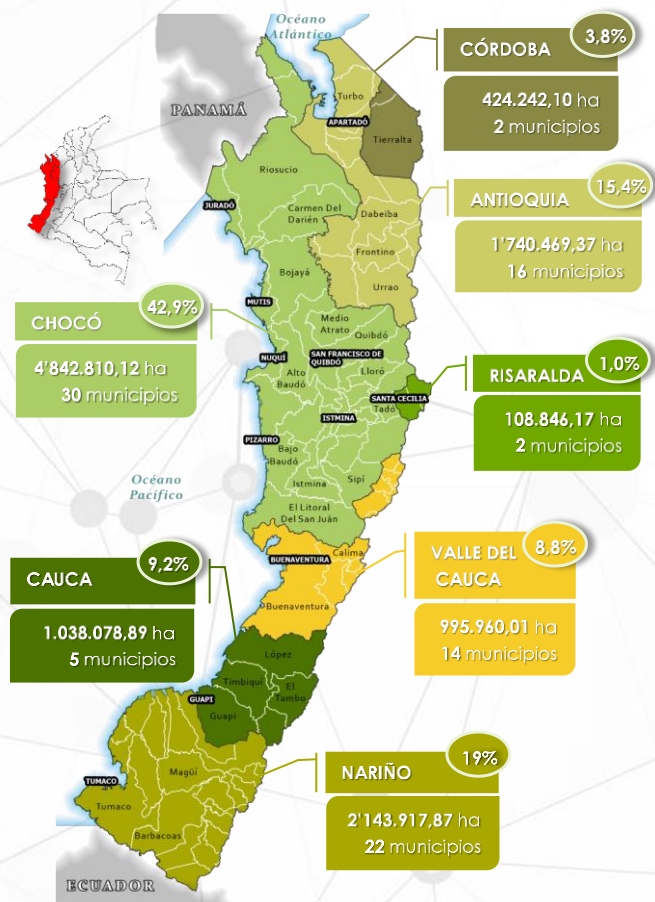 Océano
Atlántico
PANAMÁ
CÓRDOBA
3,8%
424.242,10 ha
2 municipios
Turbo
APARTADÓ
Tierralta
ANTIOQUIA
15,4%
1'740.469,37 ha
16 municipios
Riosucio
JURADÓ
Carmen Del
Darién
Dabeiba
Frontino
Urrao
Bojayá
MUTIS
CHOCÓ
42,9%
4'842.810,12 ha
30 municipios
Medio
Atrato
Quibdó
NUQUÍ
SAN FRANCISCO DE
QUIBDÓ
Alto
Baudó
Lloró
RISARALDA
1,0%
108.846,17 ha
2 municipios
SANTA CECILIA
Tadó
ISTMINA
PIZARRO
Bajo
Baudó
Océano
Pacífico
Istmina
Sipí
El Litoral
Del San Juán
BUENAVENTURA
Calima
VALLE DEL
CAUCA
8,8%
995.960,01 ha
14 municipios
Buenaventura
CAUCA
9,2%
1.038.078,89 ha
5 municipios
López
Timbiquí
El
Tambo
GUAPI
Guapi
NARIÑO
19%
2'143.917,87 ha
22 municipios
Magüí
TUMACO
Tumaco
Barbacoas
ECUADOR